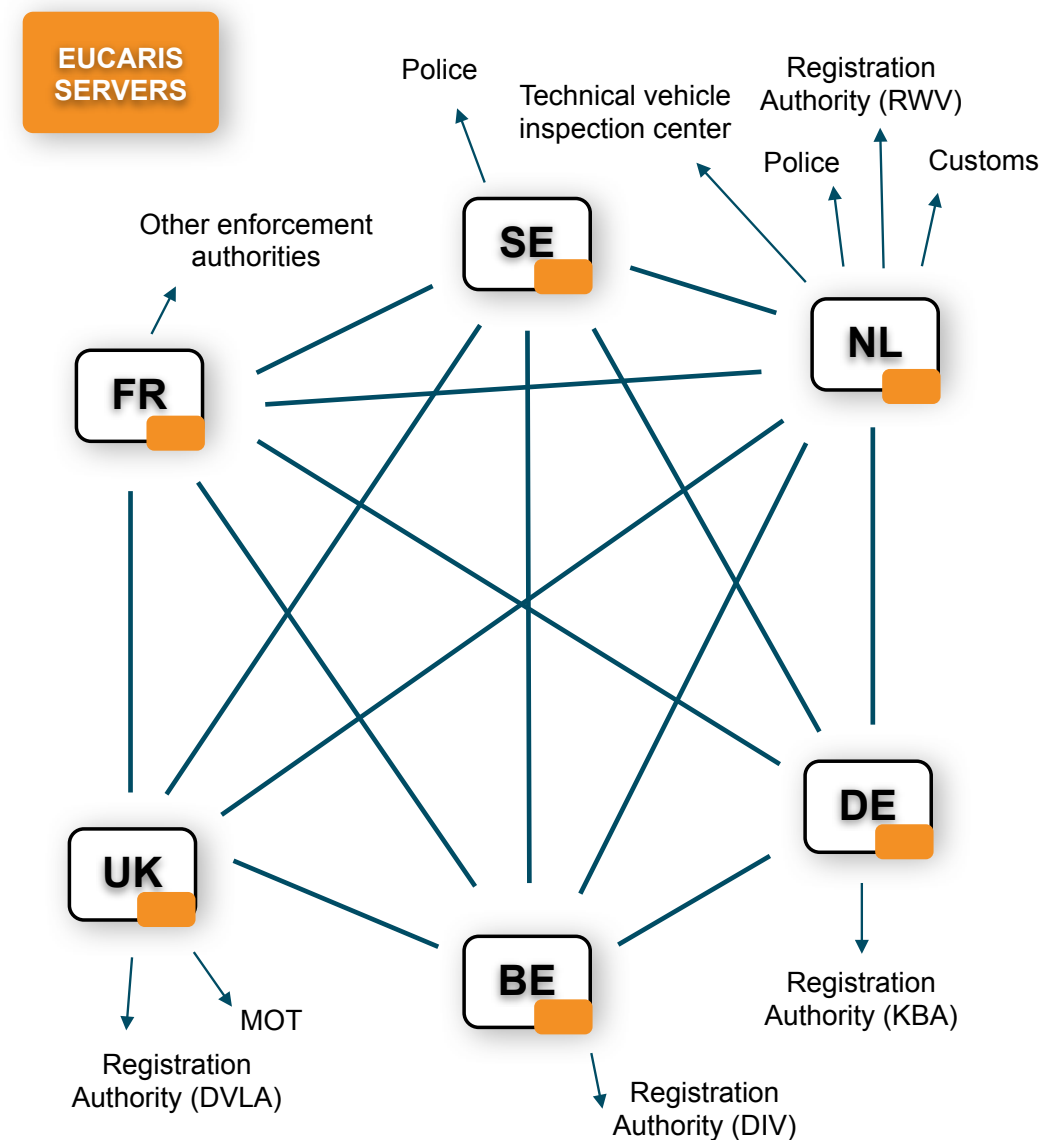 EUCARIS
SERVERS
Police
Technical vehicle
inspection center
Registration
Authority (RWV)
Police
Customs
Other enforcement
authorities
SE
NL
FR
DE
UK
BE
MOT
Registration
Authority (DVLA)
Registration
Authority (KBA)
Registration
Authority (DIV)